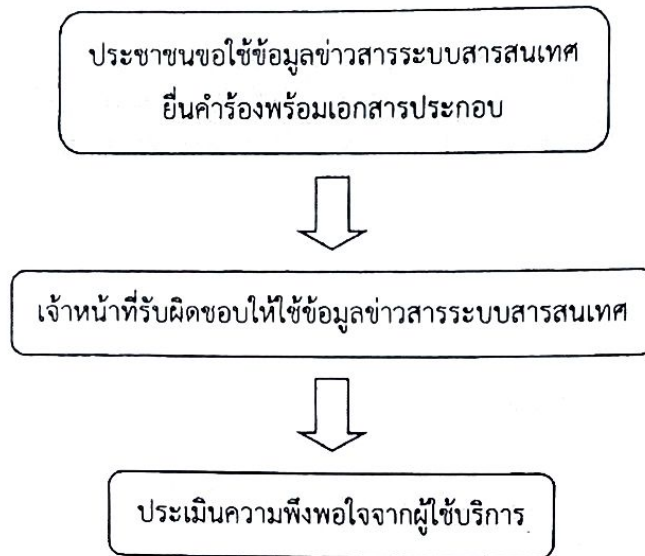 ประชาชนขอใช้ข้อมูลข่าวสารระบบสารสนเทศ
ยื่นคำร้องพร้อมเอกสารประกอบ
เจ้าหน้าที่รับผิดชอบให้ใช้ข้อมูลข่าวสารระบบสารสนเทศ
ประเมินความพึงพอใจจากผู้ใช้บริการ